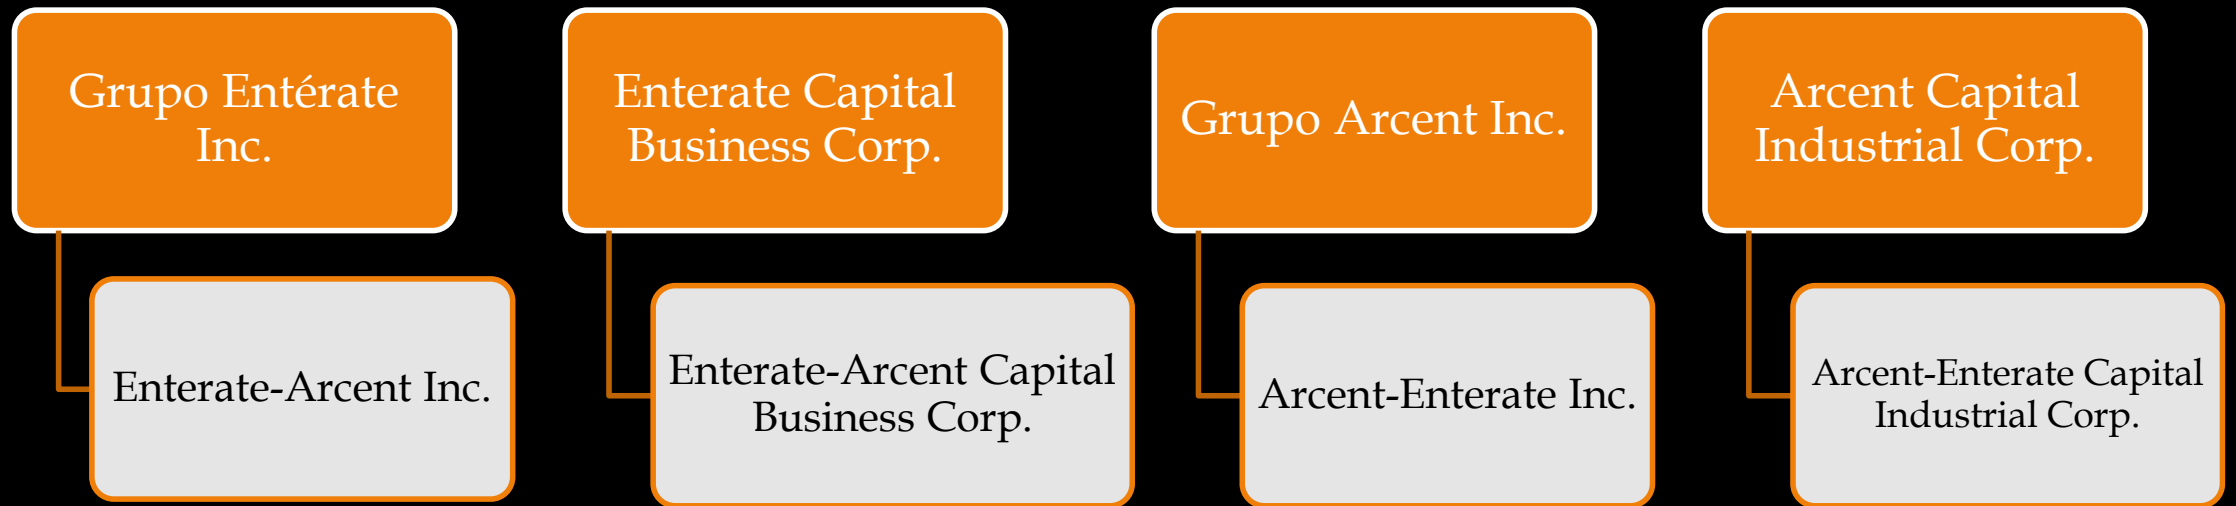 Grupo Entérate
Inc.
Enterate-Arcent Inc.
Enterate Capital
Business Corp.
Enterate-Arcent Capital
Business Corp.
Grupo Arcent Inc.
Arcent-Enterate Inc.
Arcent Capital
Industrial Corp.
Arcent-Enterate Capital
Industrial Corp.